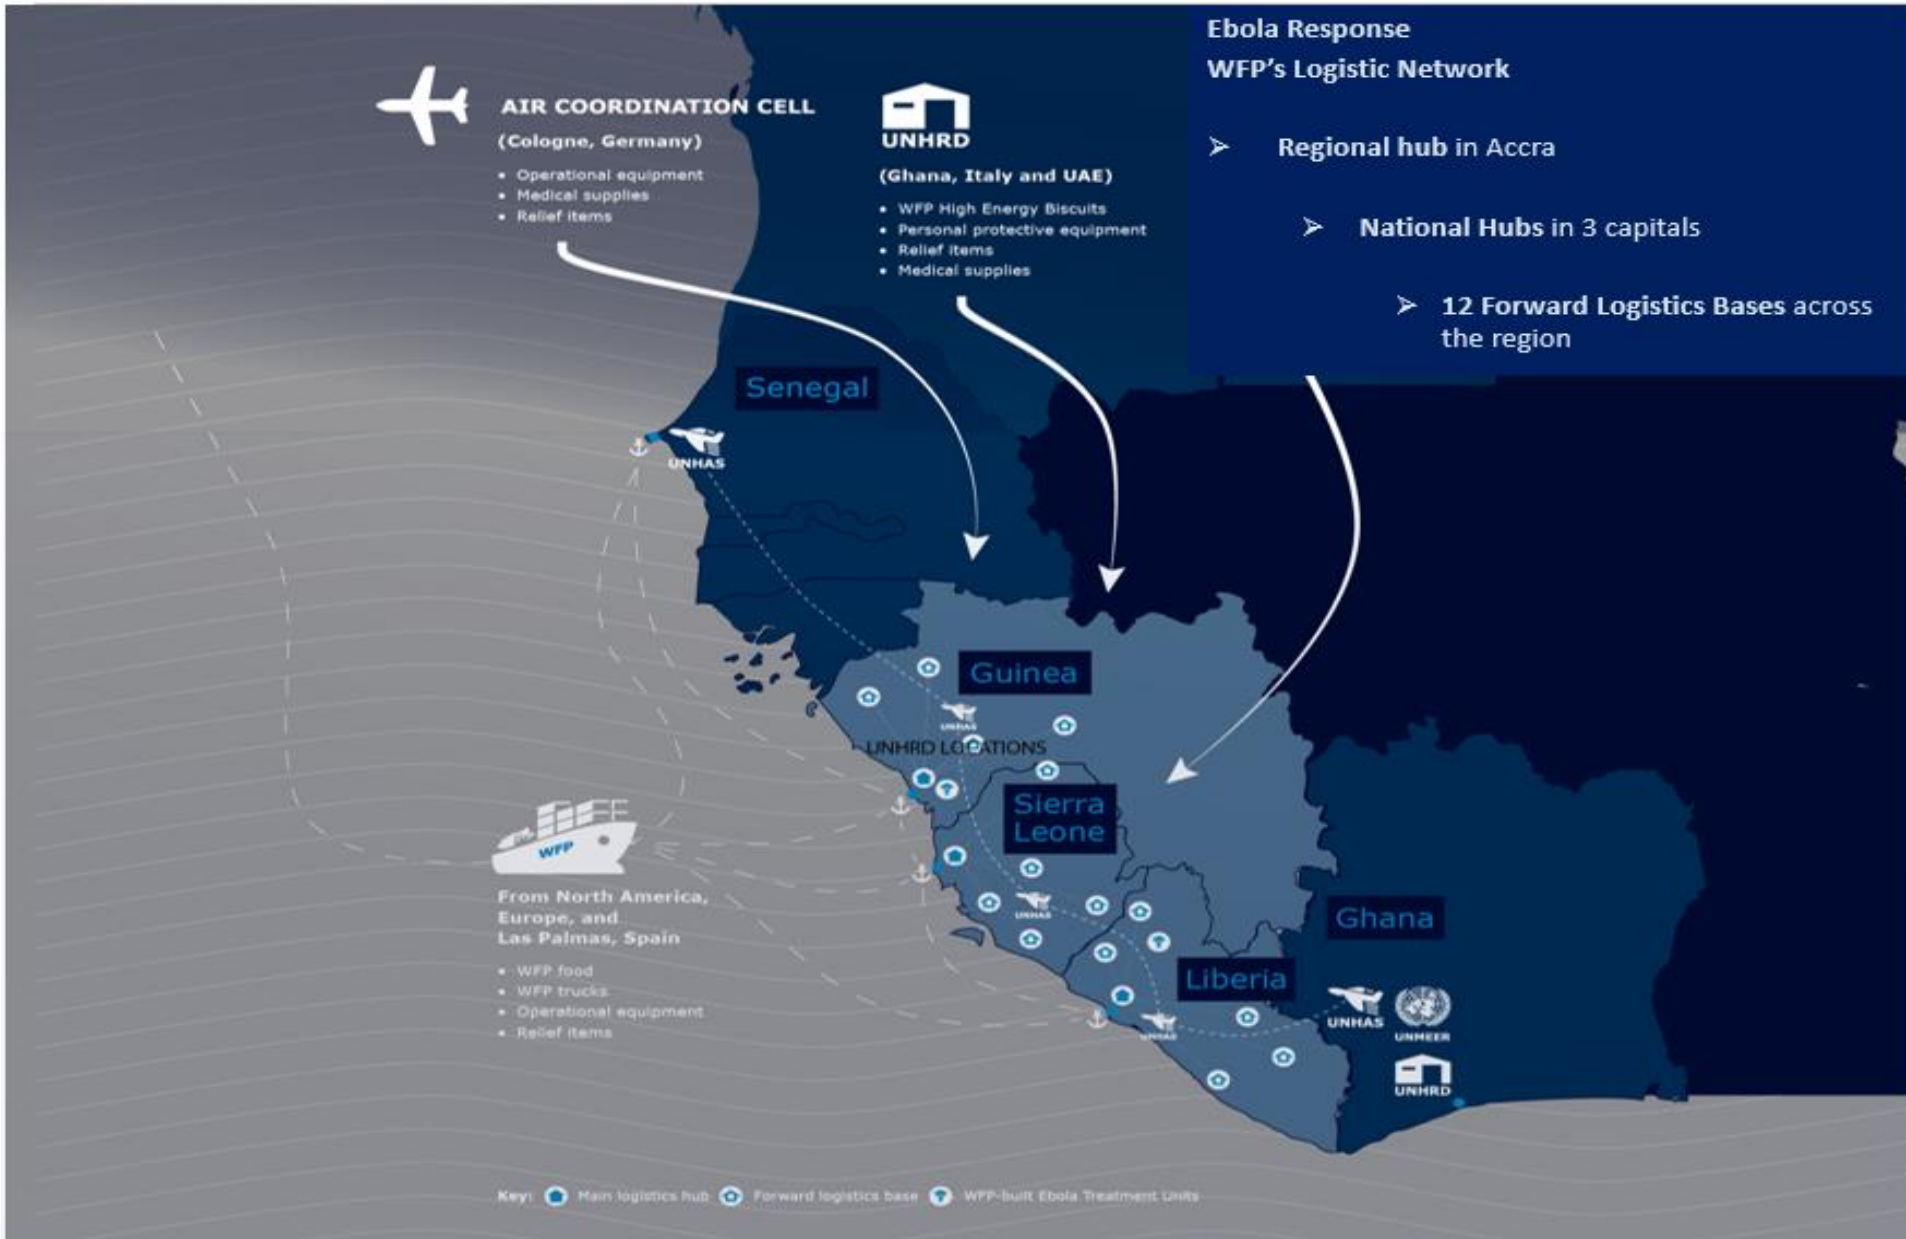 Ebola Response
WFP's Logistic Network
➢ Regional hub in Accra
➢ National Hubs in 3 capitals
➢ 12 Forward Logistics Bases across
the region
AIR COORDINATION CELL
(Cologne, Germany)
• Operational equipment
• Medical supplies
• Relief items
UNHRD
(Ghana, Italy and UAE)
• WFP High Energy Biscuits
• Personal protective equipment
• Relief items
• Medical supplies
Senegal
UNHAS
Guinea
UNHAS
UNHRD LOCATIONS
Sierra
Leone
UNHAS
WFP
From North America,
Europe, and
Las Palmas, Spain
• WFP food
• WFP trucks
• Operational equipment
• Relief items
Liberia
UNHAS
Ghana
UNHAS
UNMEER
UNHRD
Key: Main logistics hub Forward logistics base WFP-built Ebola Treatment Units